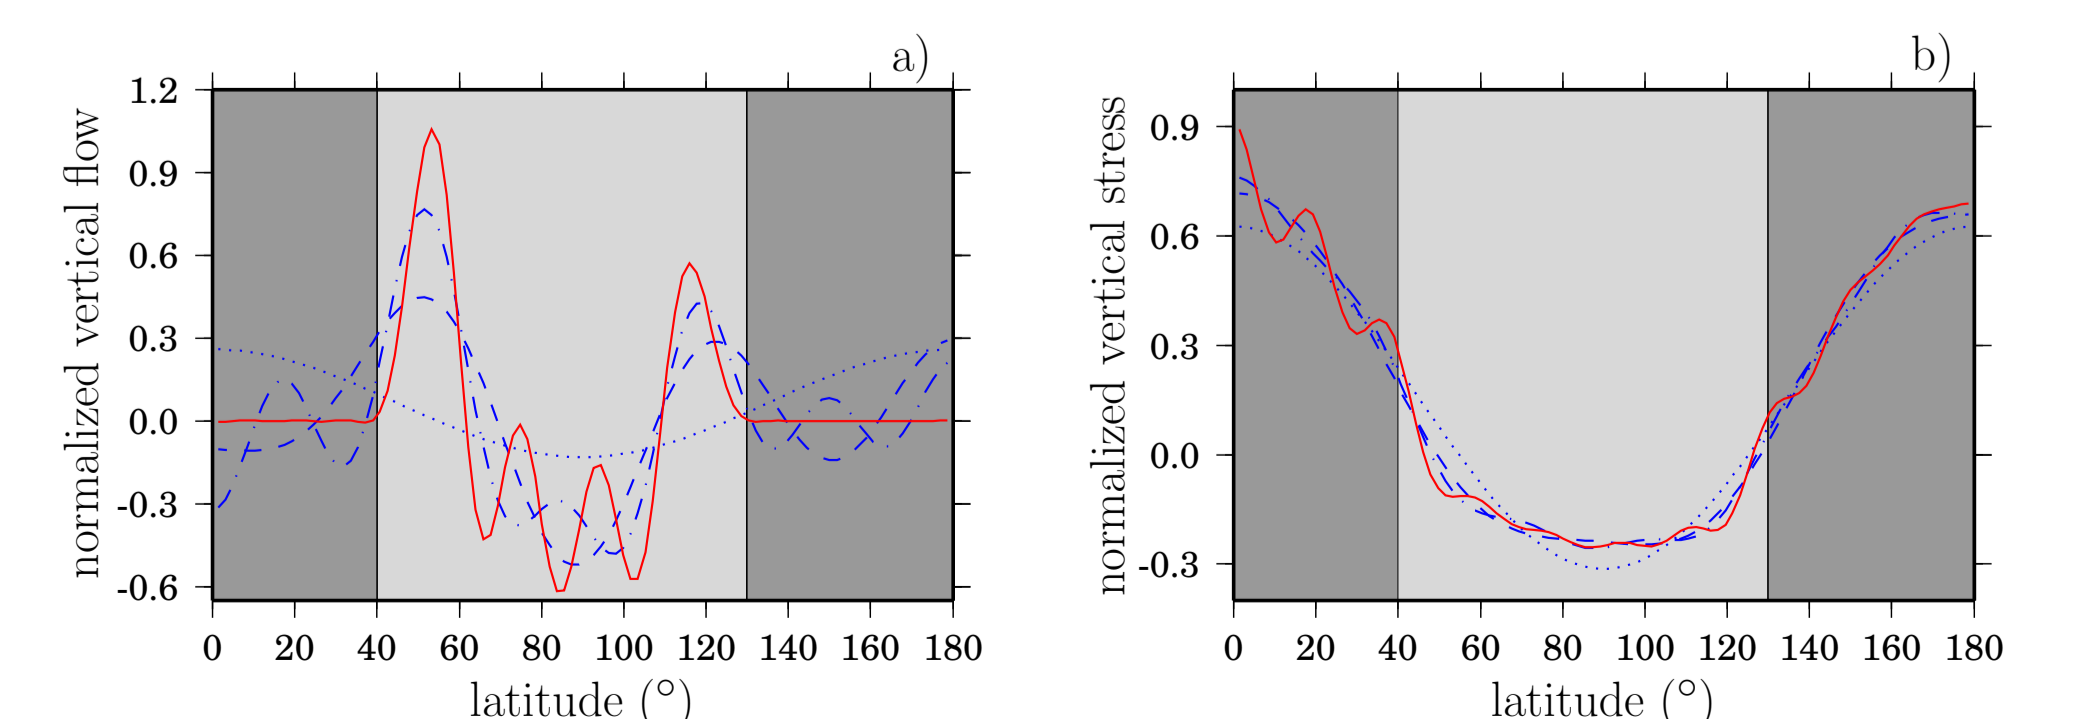 a)
normalized vertical flow
1.2
0.9
0.6
0.3
0.0
-0.3
-0.6
0 20 40 60 80 100 120 140 160 180
latitude (°)
b)
normalized vertical stress
0.9
0.6
0.3
0.0
-0.3
0 20 40 60 80 100 120 140 160 180
latitude (°)